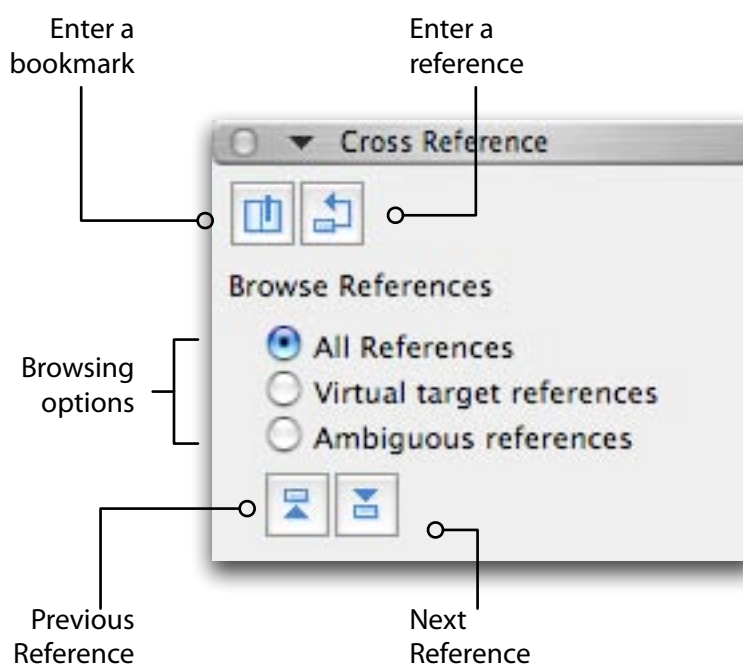 Enter a
bookmark
Enter a
reference
Cross Reference
Browse References
Browsing
options
All References
Virtual target references
Ambiguous references
Previous
Reference
Next
Reference